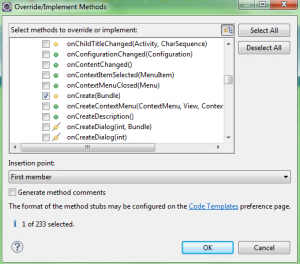 Override/Implement Methods
Select methods to override or implement:
Select All
Deselect All
onChildTitleChanged(Activity, CharSequence)
onConfigurationChanged(Configuration)
onContentChanged()
onContextItemSelected(MenuItem)
onContextMenuClosed(Menu)
onCreate(Bundle)
onCreateContextMenu(ContextMenu, View, Context
onCreateDescription()
onCreateDialog(int, Bundle)
onCreateDialog(int)
Insertion point:
First member
Generate method comments
The format of the method stubs may be configured on the Code Templates preference page.
i 1 of 233 selected.
?
OK
Cancel